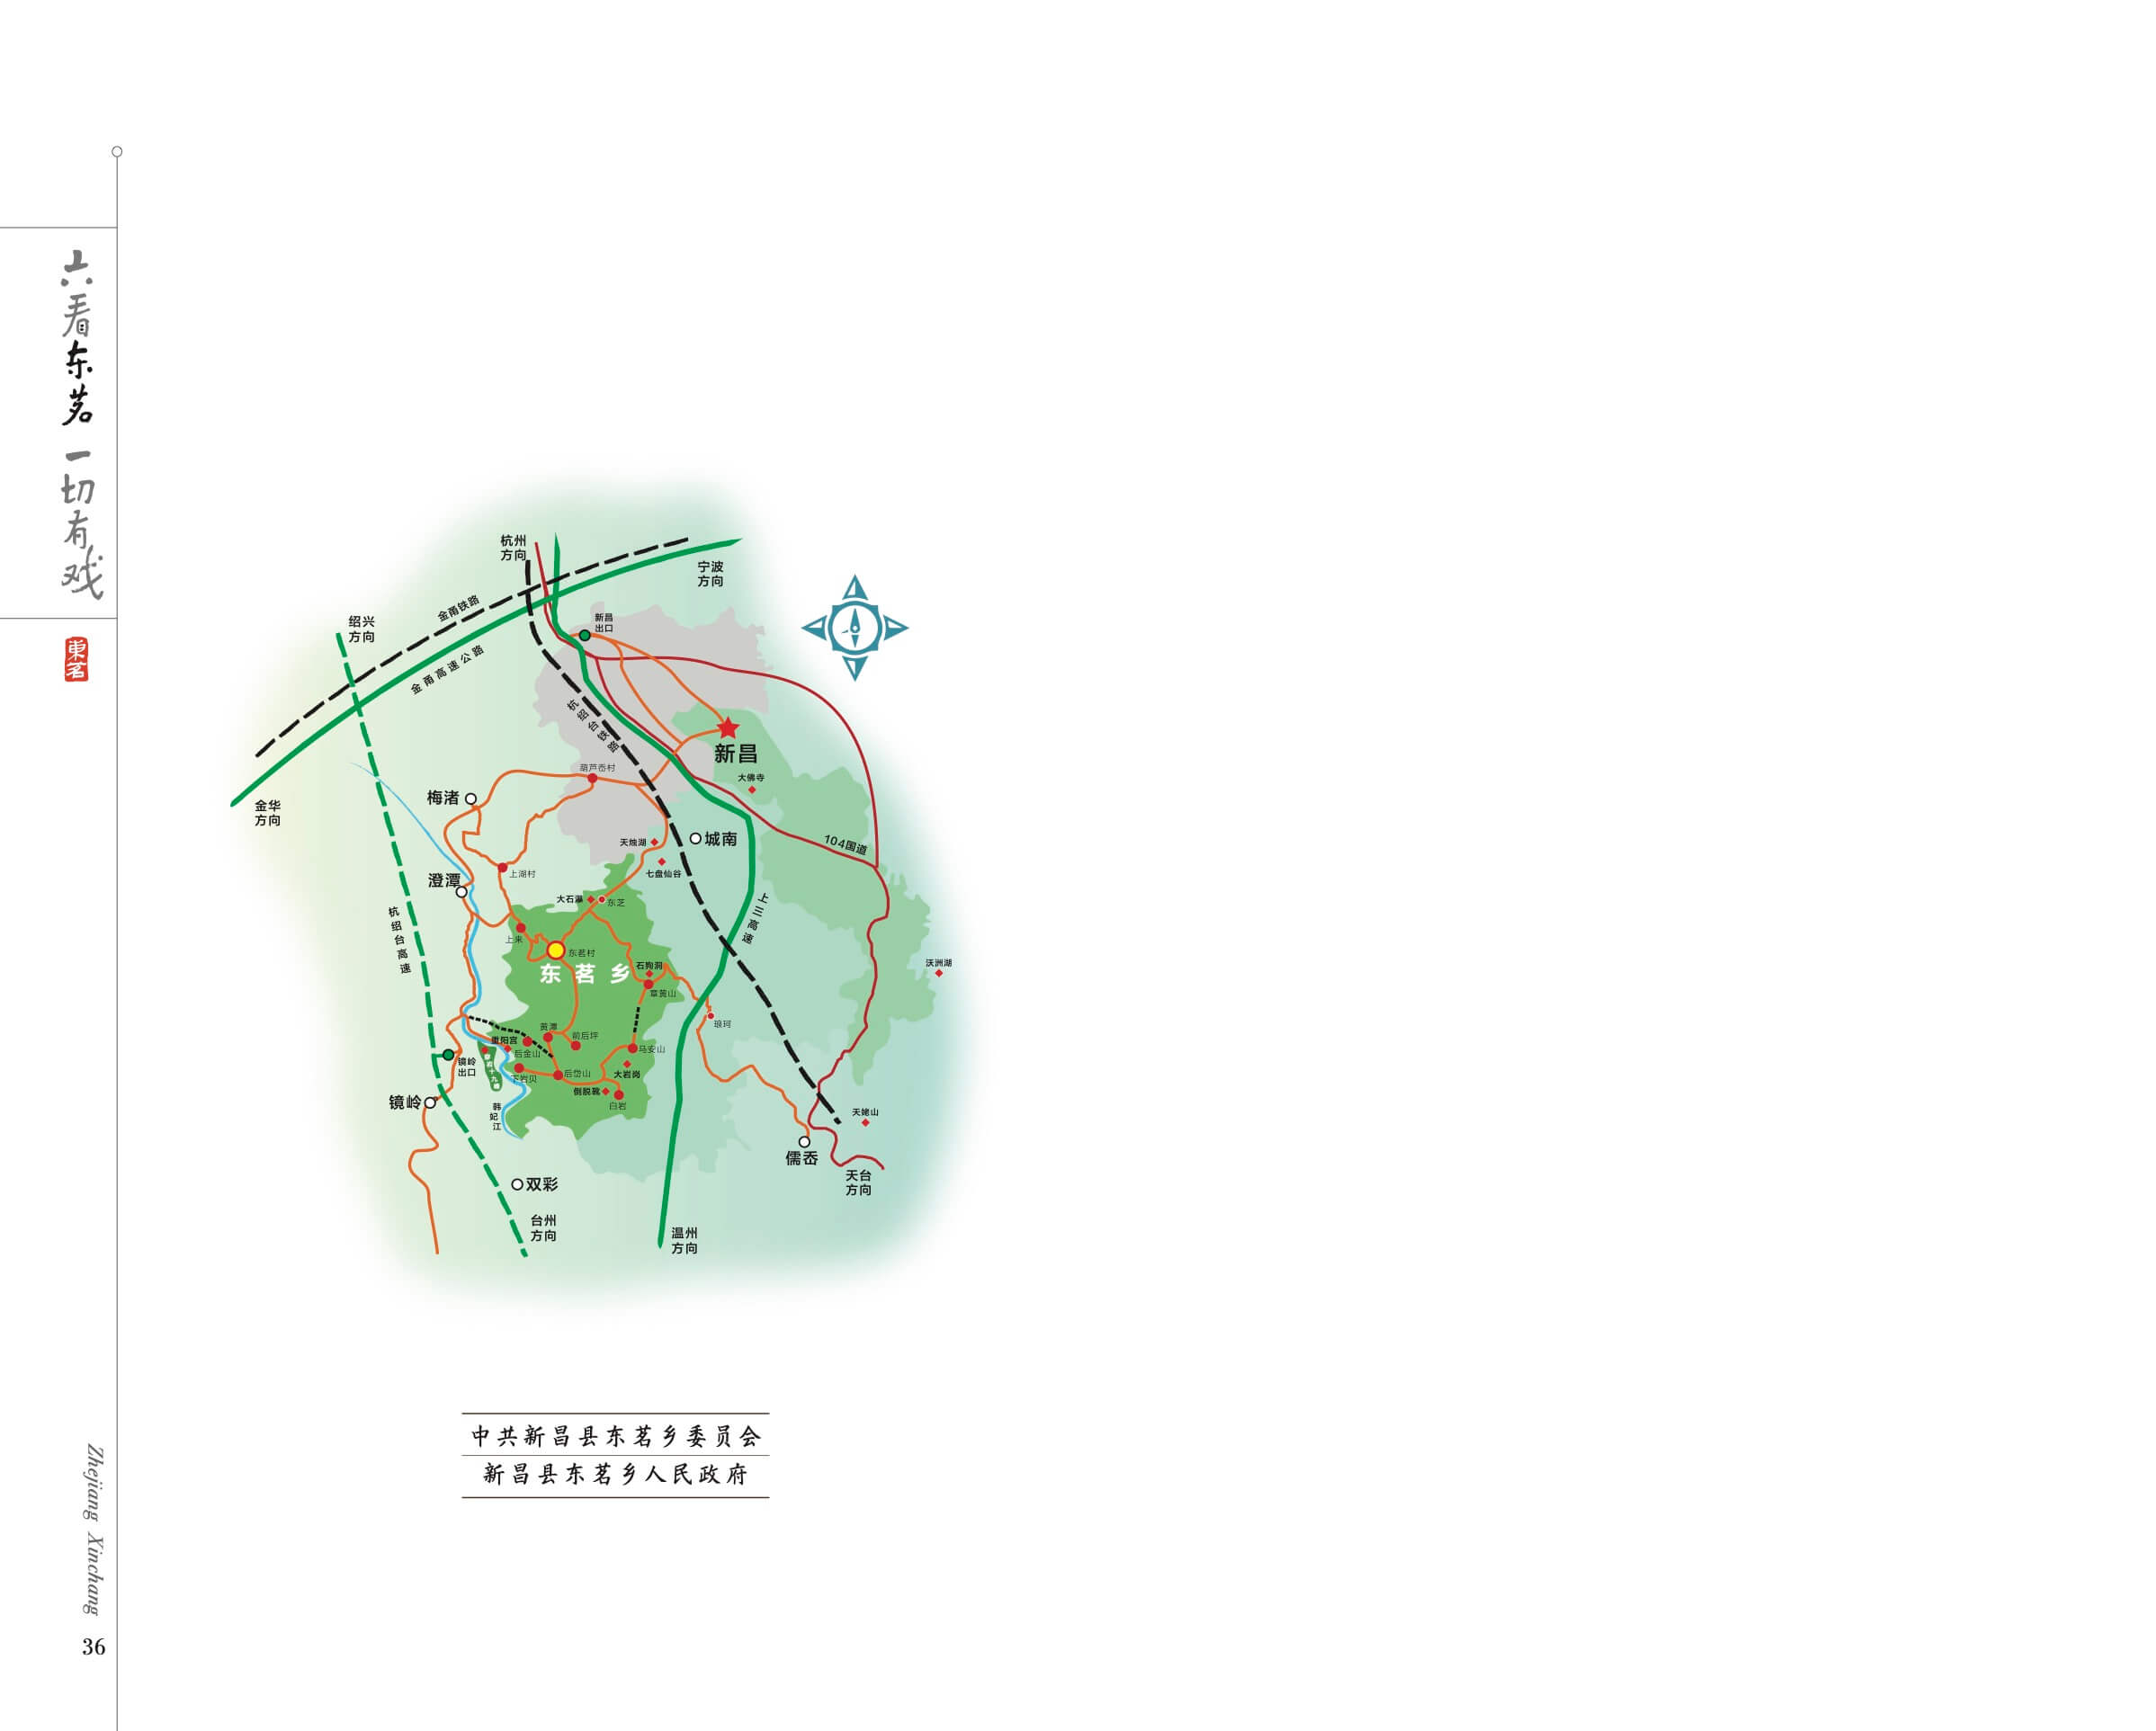 六看东茗 一切有戏
東茗
杭州
方向
宁波
方向
金甬铁路
绍兴
方向
新昌
出口
金甬高速公路
杭绍台铁路
新昌
葫芦岙村
大佛寺
梅渚
金华
方向
天烛湖
城南
104国道
上湖村
七盘仙谷
澄潭
大石瀑
东芝
上三高速
杭绍台高速
上来
东茗村
东茗乡
石狗洞
沃洲湖
琅珂
黄潭
前后坪
重阳宫
后金山
马安山
镜岭
出口
下岩贝
后岱山
大岩岗
倒脱靴
白岩
镜岭
韩妃江
天姥山
儒岙
天台
方向
双彩
台州
方向
温州
方向
中共新昌县东茗乡委员会
新昌县东茗乡人民政府
Zhejiang Xinchang
36